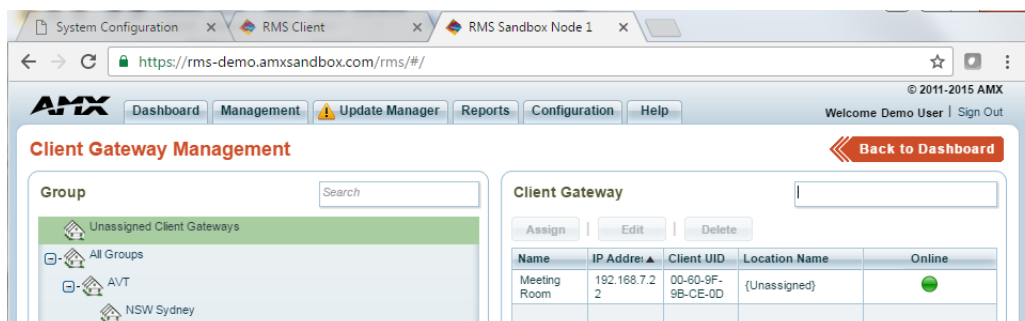 System Configuration
RMS Client
RMS Sandbox Node 1
https://rms-demo.amxsandbox.com/rms/#/
© 2011-2015 AMX
AMX
Dashboard
Management
Update Manager
Reports
Configuration
Help
Welcome Demo User | Sign Out
Client Gateway Management
Back to Dashboard
Group
Search
Client Gateway
Unassigned Client Gateways
All Groups
AVT
NSW Sydney
Assign | Edit | Delete
Name IP Addre: Client UID Location Name Online
Meeting Room 192.168.7.22 00-60-9F-9B-CE-0D {Unassigned}